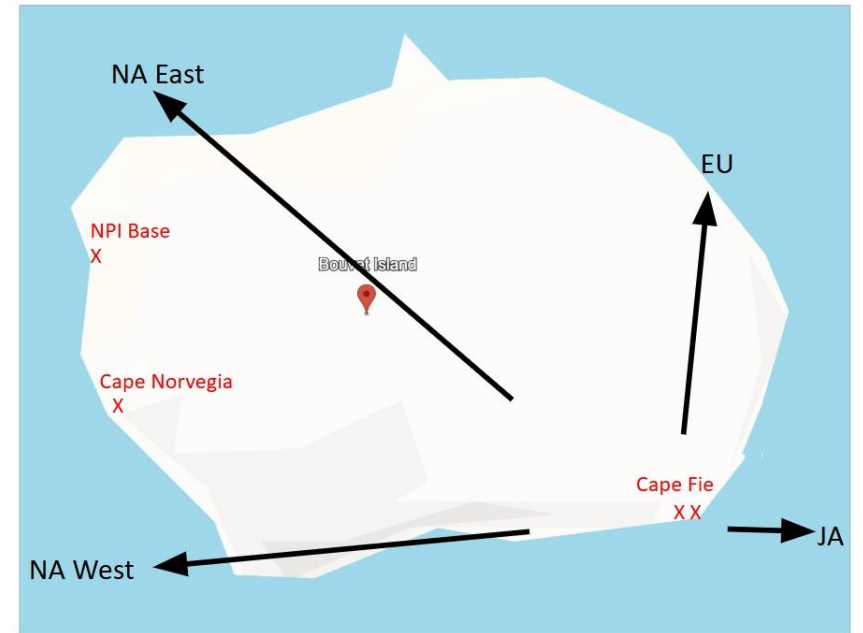 NA East
EU
NPI Base
X
Bouvet Island
Cape Norvegia
X
Cape Fie
X X
JA
NA West